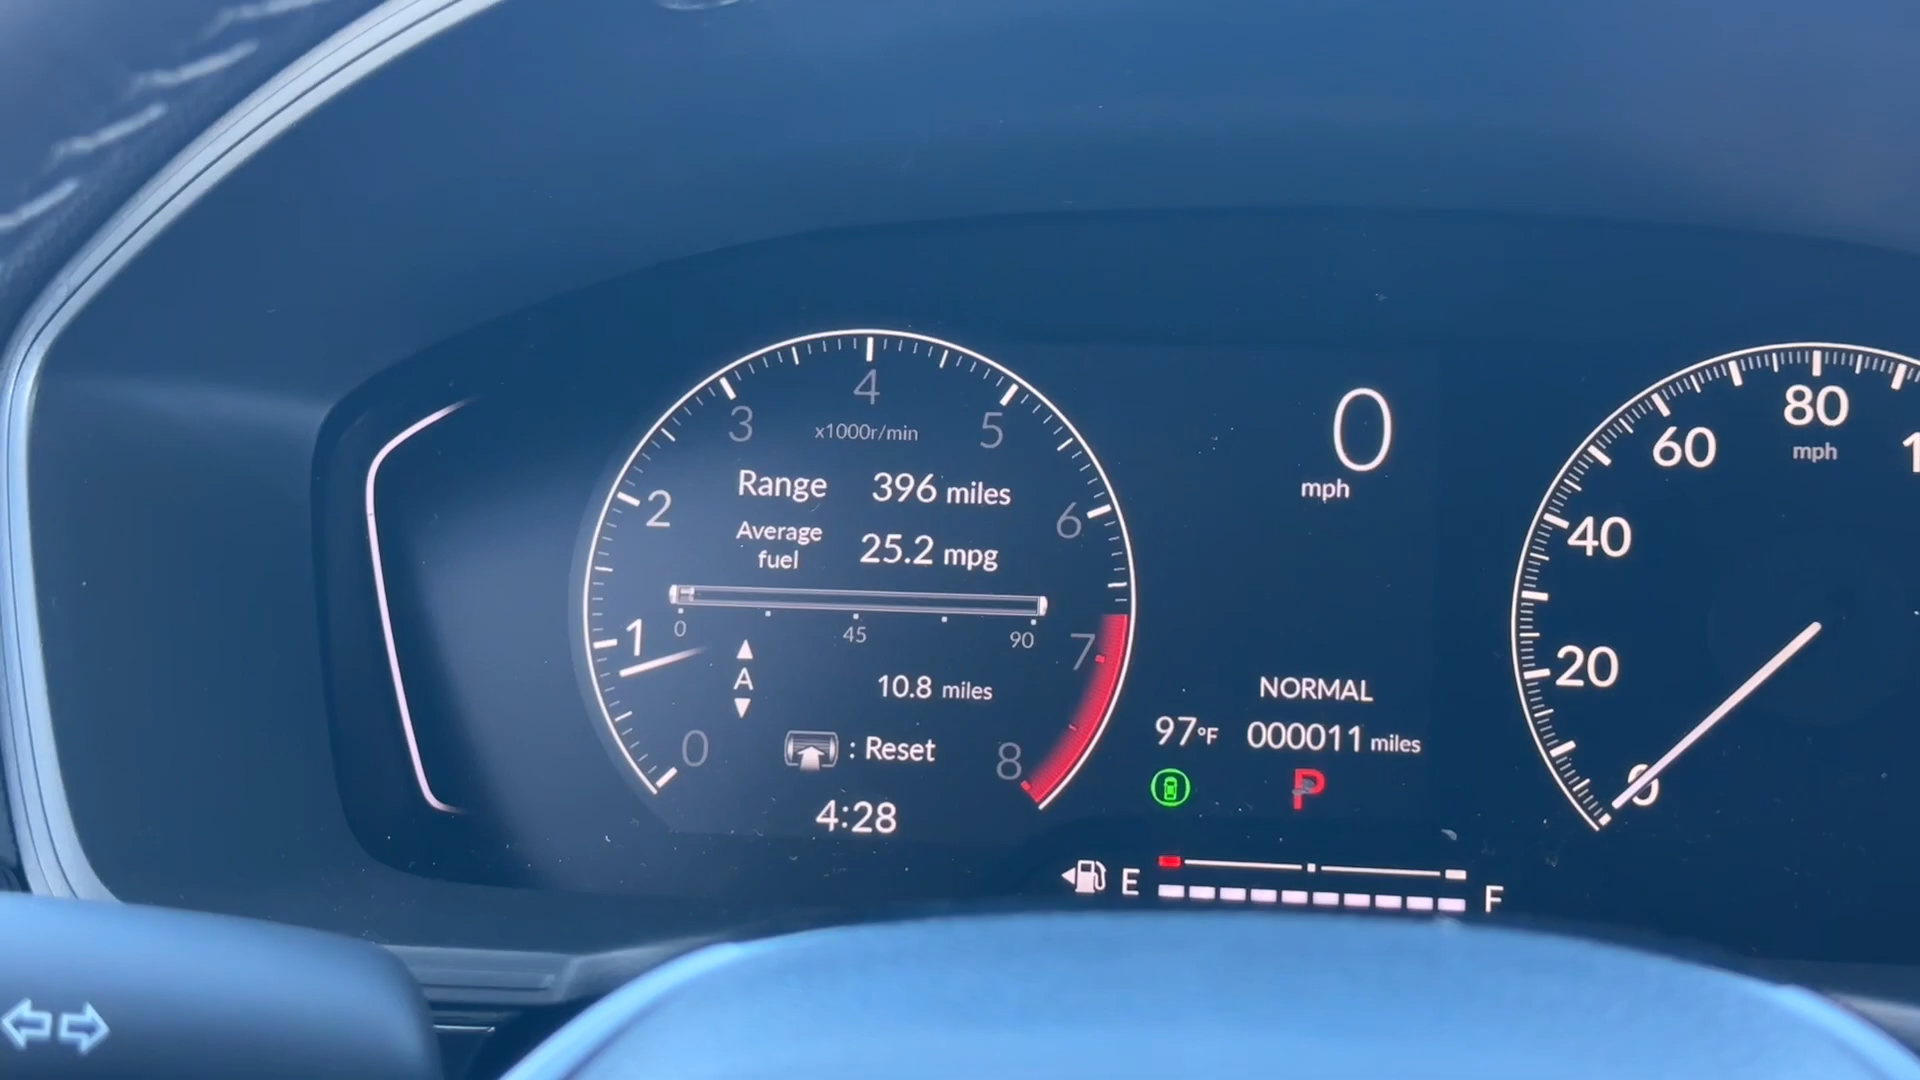 4
3
5
x1000r/min
2
Range 396 miles
6
Average
fuel
25.2 mpg
1
0 45 90
7
A
10.8 miles
0
: Reset
8
4:28
0
mph
NORMAL
97°F 000011 miles
P
E F
80
60
mph
40
20
0